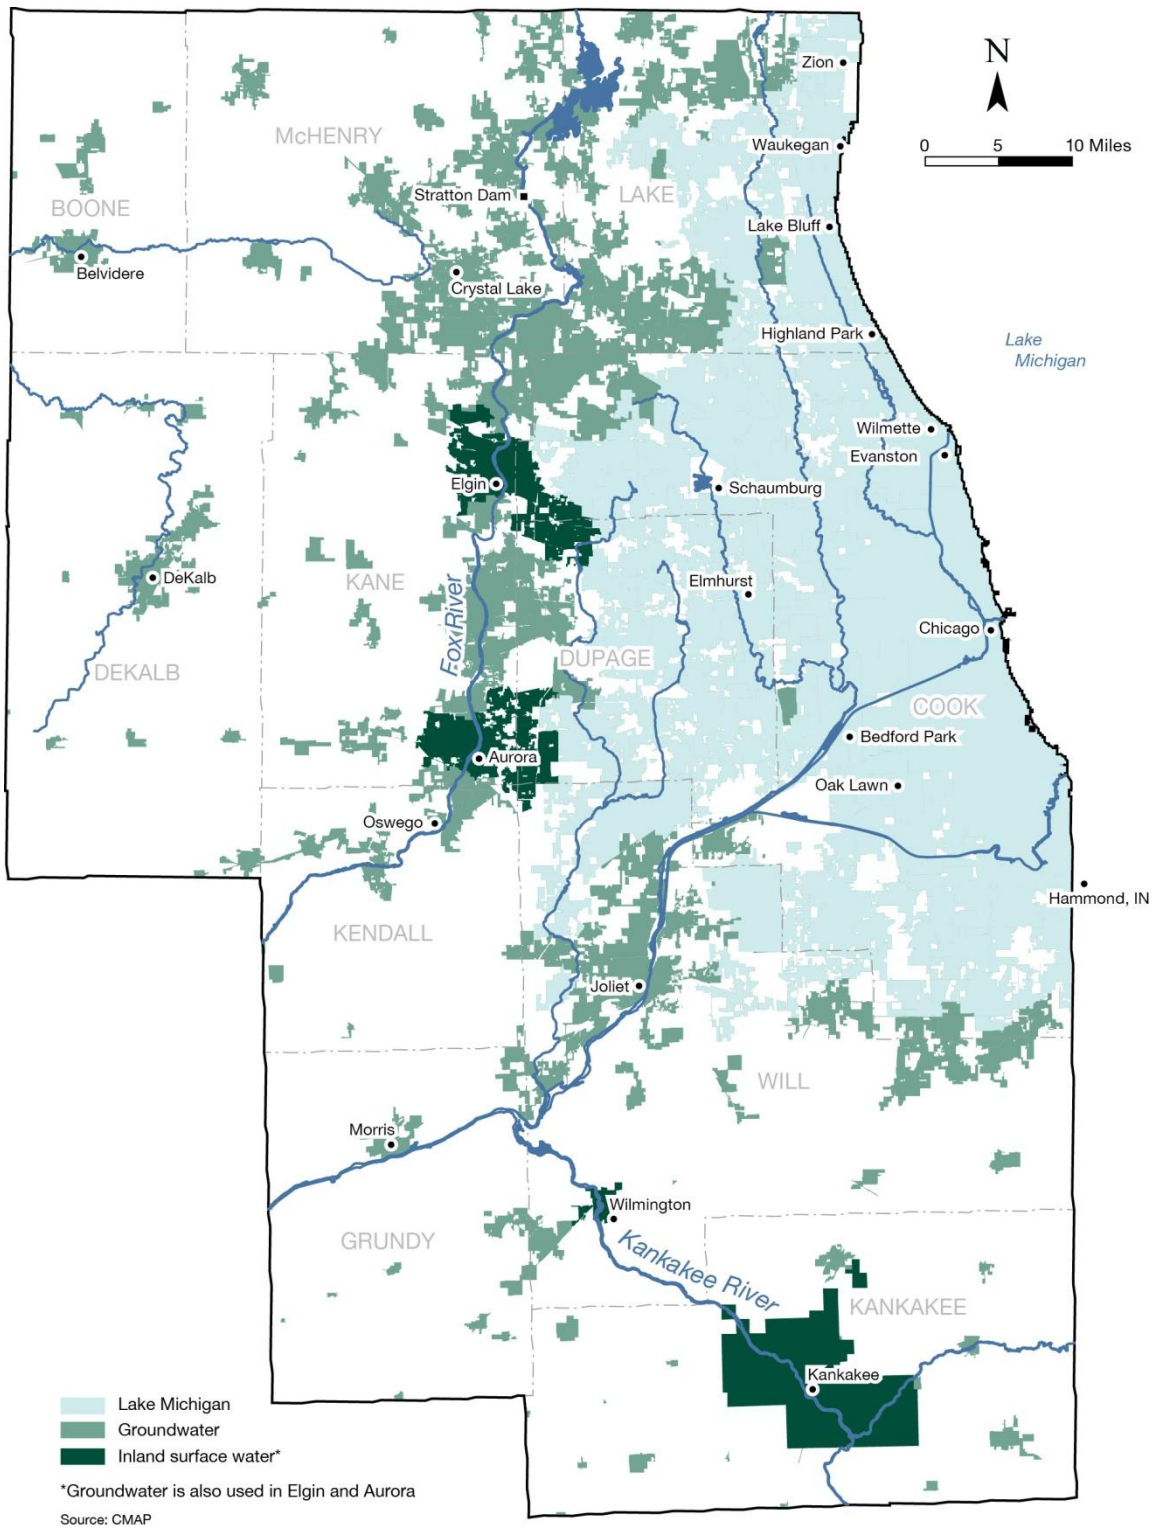 Zion
N
McHENRY
0 5 10 Miles
Waukegan
Stratton Dam
LAKE
BOONE
Lake Bluff
Belvidere
Crystal Lake
Highland Park
Lake
Michigan
Wilmette
Evanston
Elgin
Schaumburg
DeKalb
KANE
Elmhurst
Chicago
Fox River
DUPAGE
DEKALB
COOK
Bedford Park
Aurora
Oak Lawn
Oswego
Hammond, IN
KENDALL
Joliet
WILL
Morris
Wilmington
GRUNDY
Kankakee River
KANKAKEE
Kankakee
Lake Michigan
Groundwater
Inland surface water*
*Groundwater is also used in Elgin and Aurora
Source: CMAP